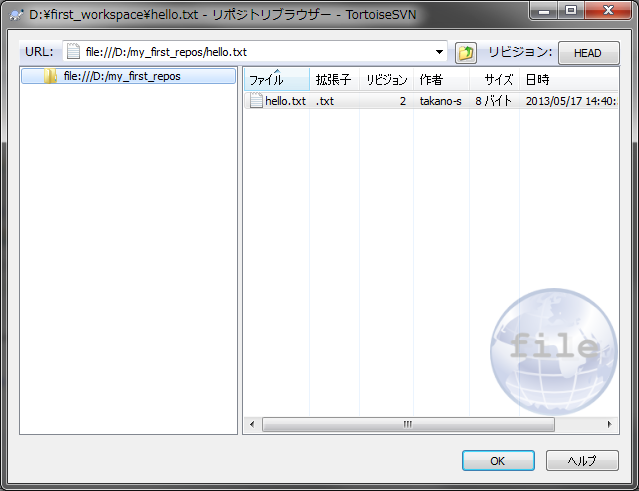 D:¥first_workspace¥hello.txt - リポジトリブラウザー - TortoiseSVN
URL: file:///D:/my_first_repos/hello.txt リビジョン: HEAD
file:///D:/my_first_repos
ファイル 拡張子 リビジョン 作者 サイズ 日時
hello.txt .txt 2 takano-s 8 バイト 2013/05/17 14:40:
file
OK ヘルプ